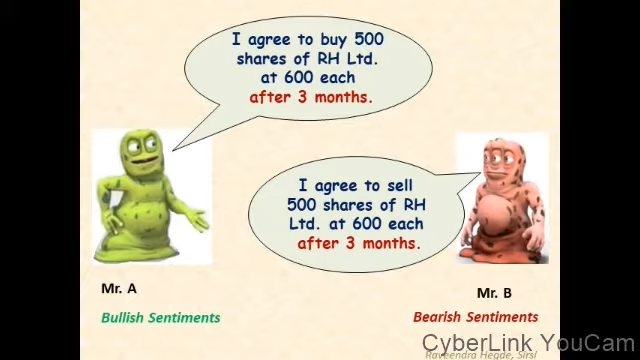 I agree to buy 500
shares of RH Ltd.
at 600 each
after 3 months.
I agree to sell
500 shares of RH
Ltd. at 600 each
after 3 months.
Mr. A
Bullish Sentiments
Mr. B
Bearish Sentiments
CyberLink YouCam
Raveendra Hegde, Sirsi